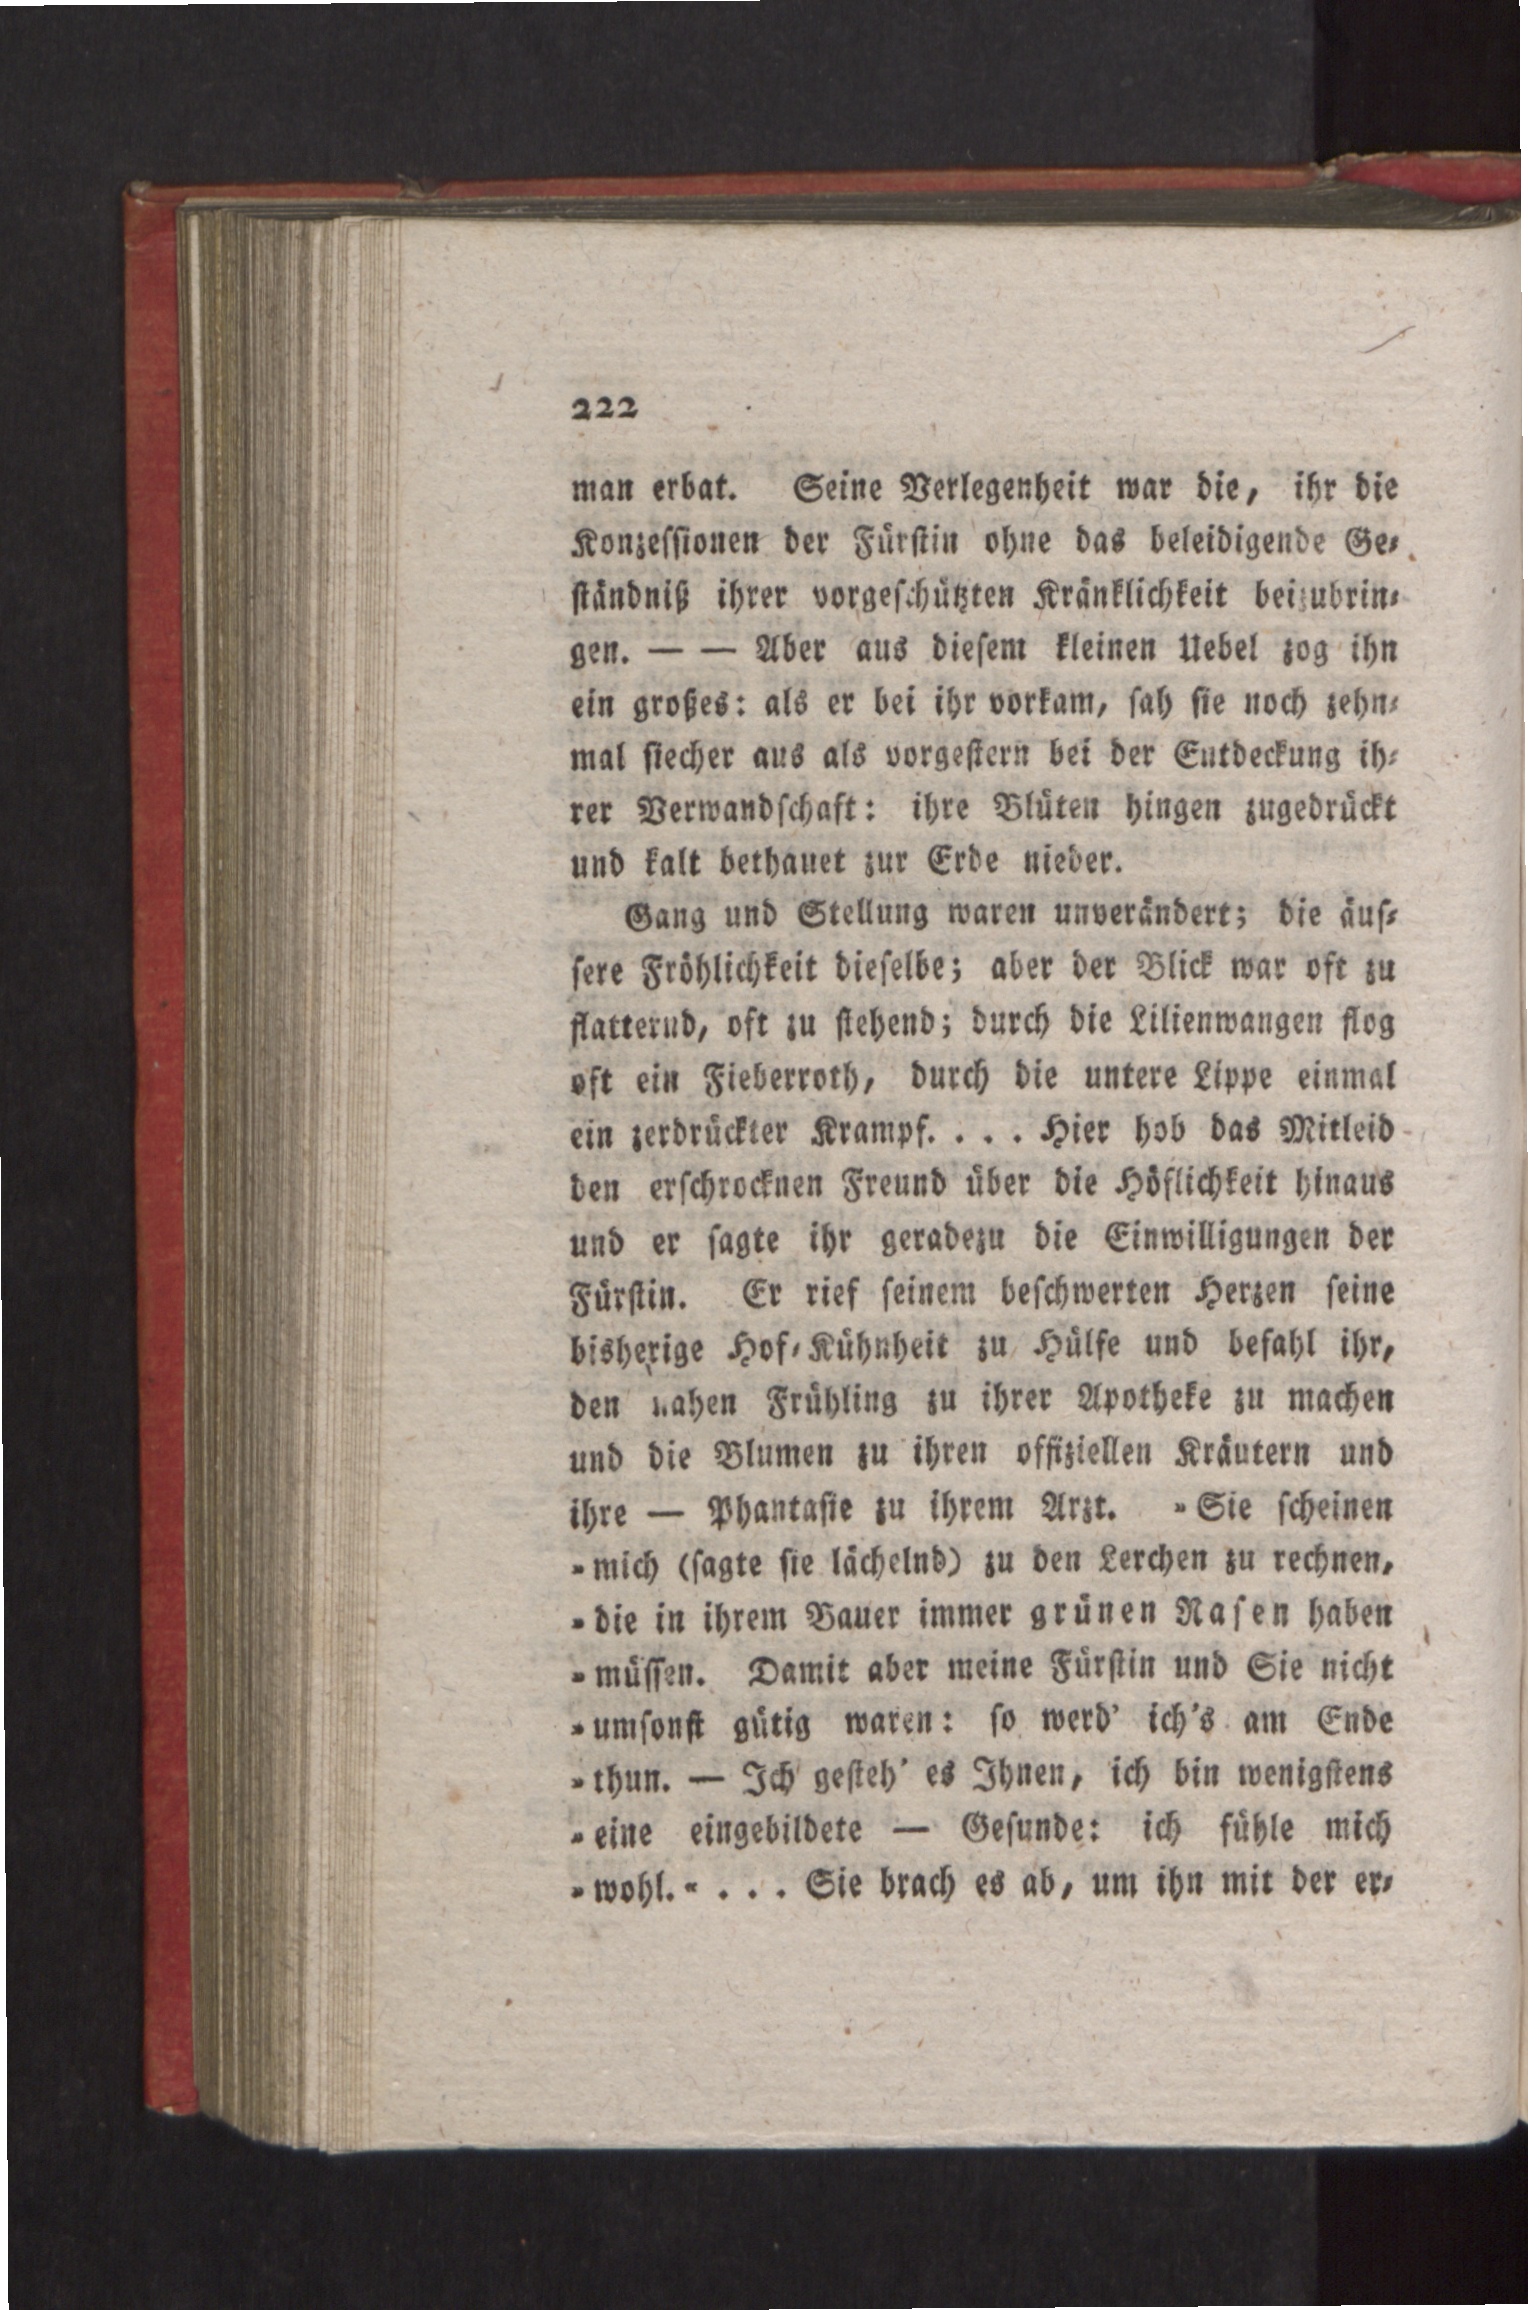 222
man erbat. Seine Verlegenheit war die, ihr die
Konzeſſionen der Fürſtin ohne das beleidigende Ge⸗
ſtändniß ihrer vorgeſchützten Kränklichkeit beizubrin⸗
gen. — — Aber aus dieſem kleinen Uebel zog ihn
ein großes: als er bei ihr vorkam, ſah ſie noch zehn⸗
mal ſiecher aus als vorgeſtern bei der Entdeckung ih⸗
rer Verwandſchaft: ihre Blüten hingen zugedrückt
und kalt bethauet zur Erde nieder.
Gang und Stellung waren unverändert; die äuſ⸗
ſere Fröhlichkeit dieſelbe; aber der Blick war oft zu
flatternd, oft zu ſtehend; durch die Lilienwangen flog
oft ein Fieberroth, durch die untere Lippe einmal
ein zerdrückter Krampf. . . . Hier hob das Mitleid
den erſchrocknen Freund über die Höflichkeit hinaus
und er ſagte ihr geradezu die Einwilligungen der
Fürſtin. Er rief ſeinem beſchwerten Herzen ſeine
bisherige Hof⸗Kühnheit zu Hülfe und befahl ihr,
den nahen Frühling zu ihrer Apotheke zu machen
und die Blumen zu ihren offiziellen Kräutern und
ihre — Phantaſie zu ihrem Arzt. »Sie ſcheinen
»mich (ſagte ſie lächelnd) zu den Lerchen zu rechnen,
»die in ihrem Bauer immer grünen Raſen haben
»müſſen. Damit aber meine Fürſtin und Sie nicht
»umſonſt gütig waren: ſo werd' ich's am Ende
»thun. — Ich geſteh' es Ihnen, ich bin wenigſtens
»eine eingebildete — Geſunde: ich fühle mich
»wohl.« . . . Sie brach es ab, um ihn mit der er⸗